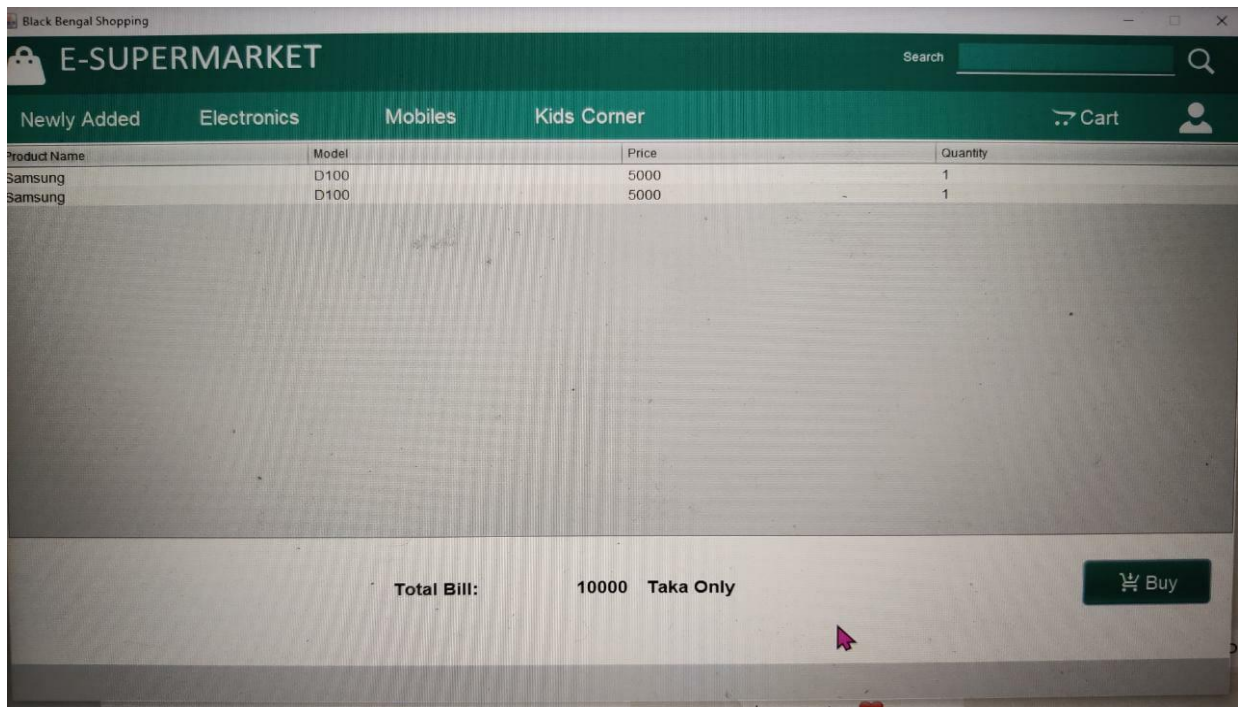 Black Bengal Shopping
E-SUPERMARKET Search
Newly Added Electronics Mobiles Kids Corner Cart
Product Name Model Price Quantity
Samsung D100 5000 1
Samsung D100 5000 1
Total Bill: 10000 Taka Only
Buy